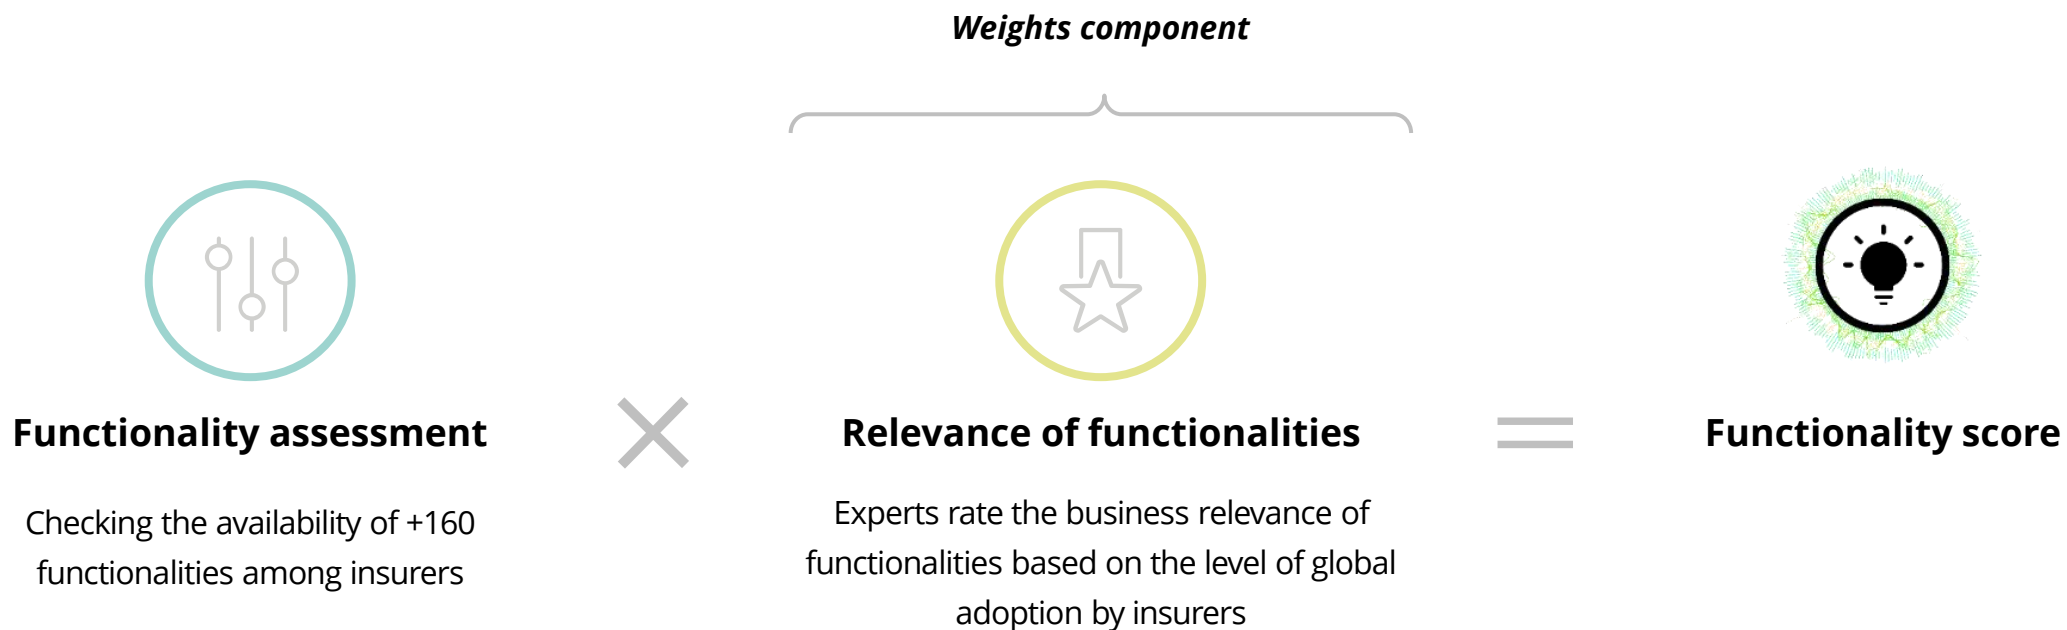 Weights component
Functionality assessment
Checking the availability of +160
functionalities among insurers
Relevance of functionalities
Experts rate the business relevance of
functionalities based on the level of global
adoption by insurers
Functionality score